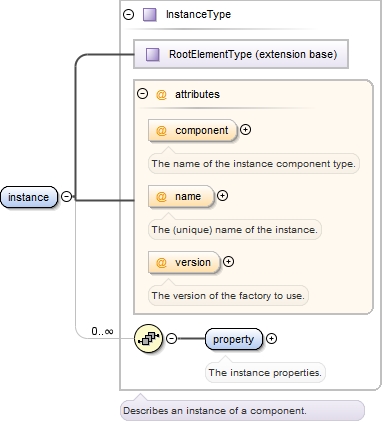 InstanceType
RootElementType (extension base)
@ attributes
@ component
The name of the instance component type.
instance
@ name
The (unique) name of the instance.
@ version
The version of the factory to use.
0..∞
property
The instance properties.
Describes an instance of a component.